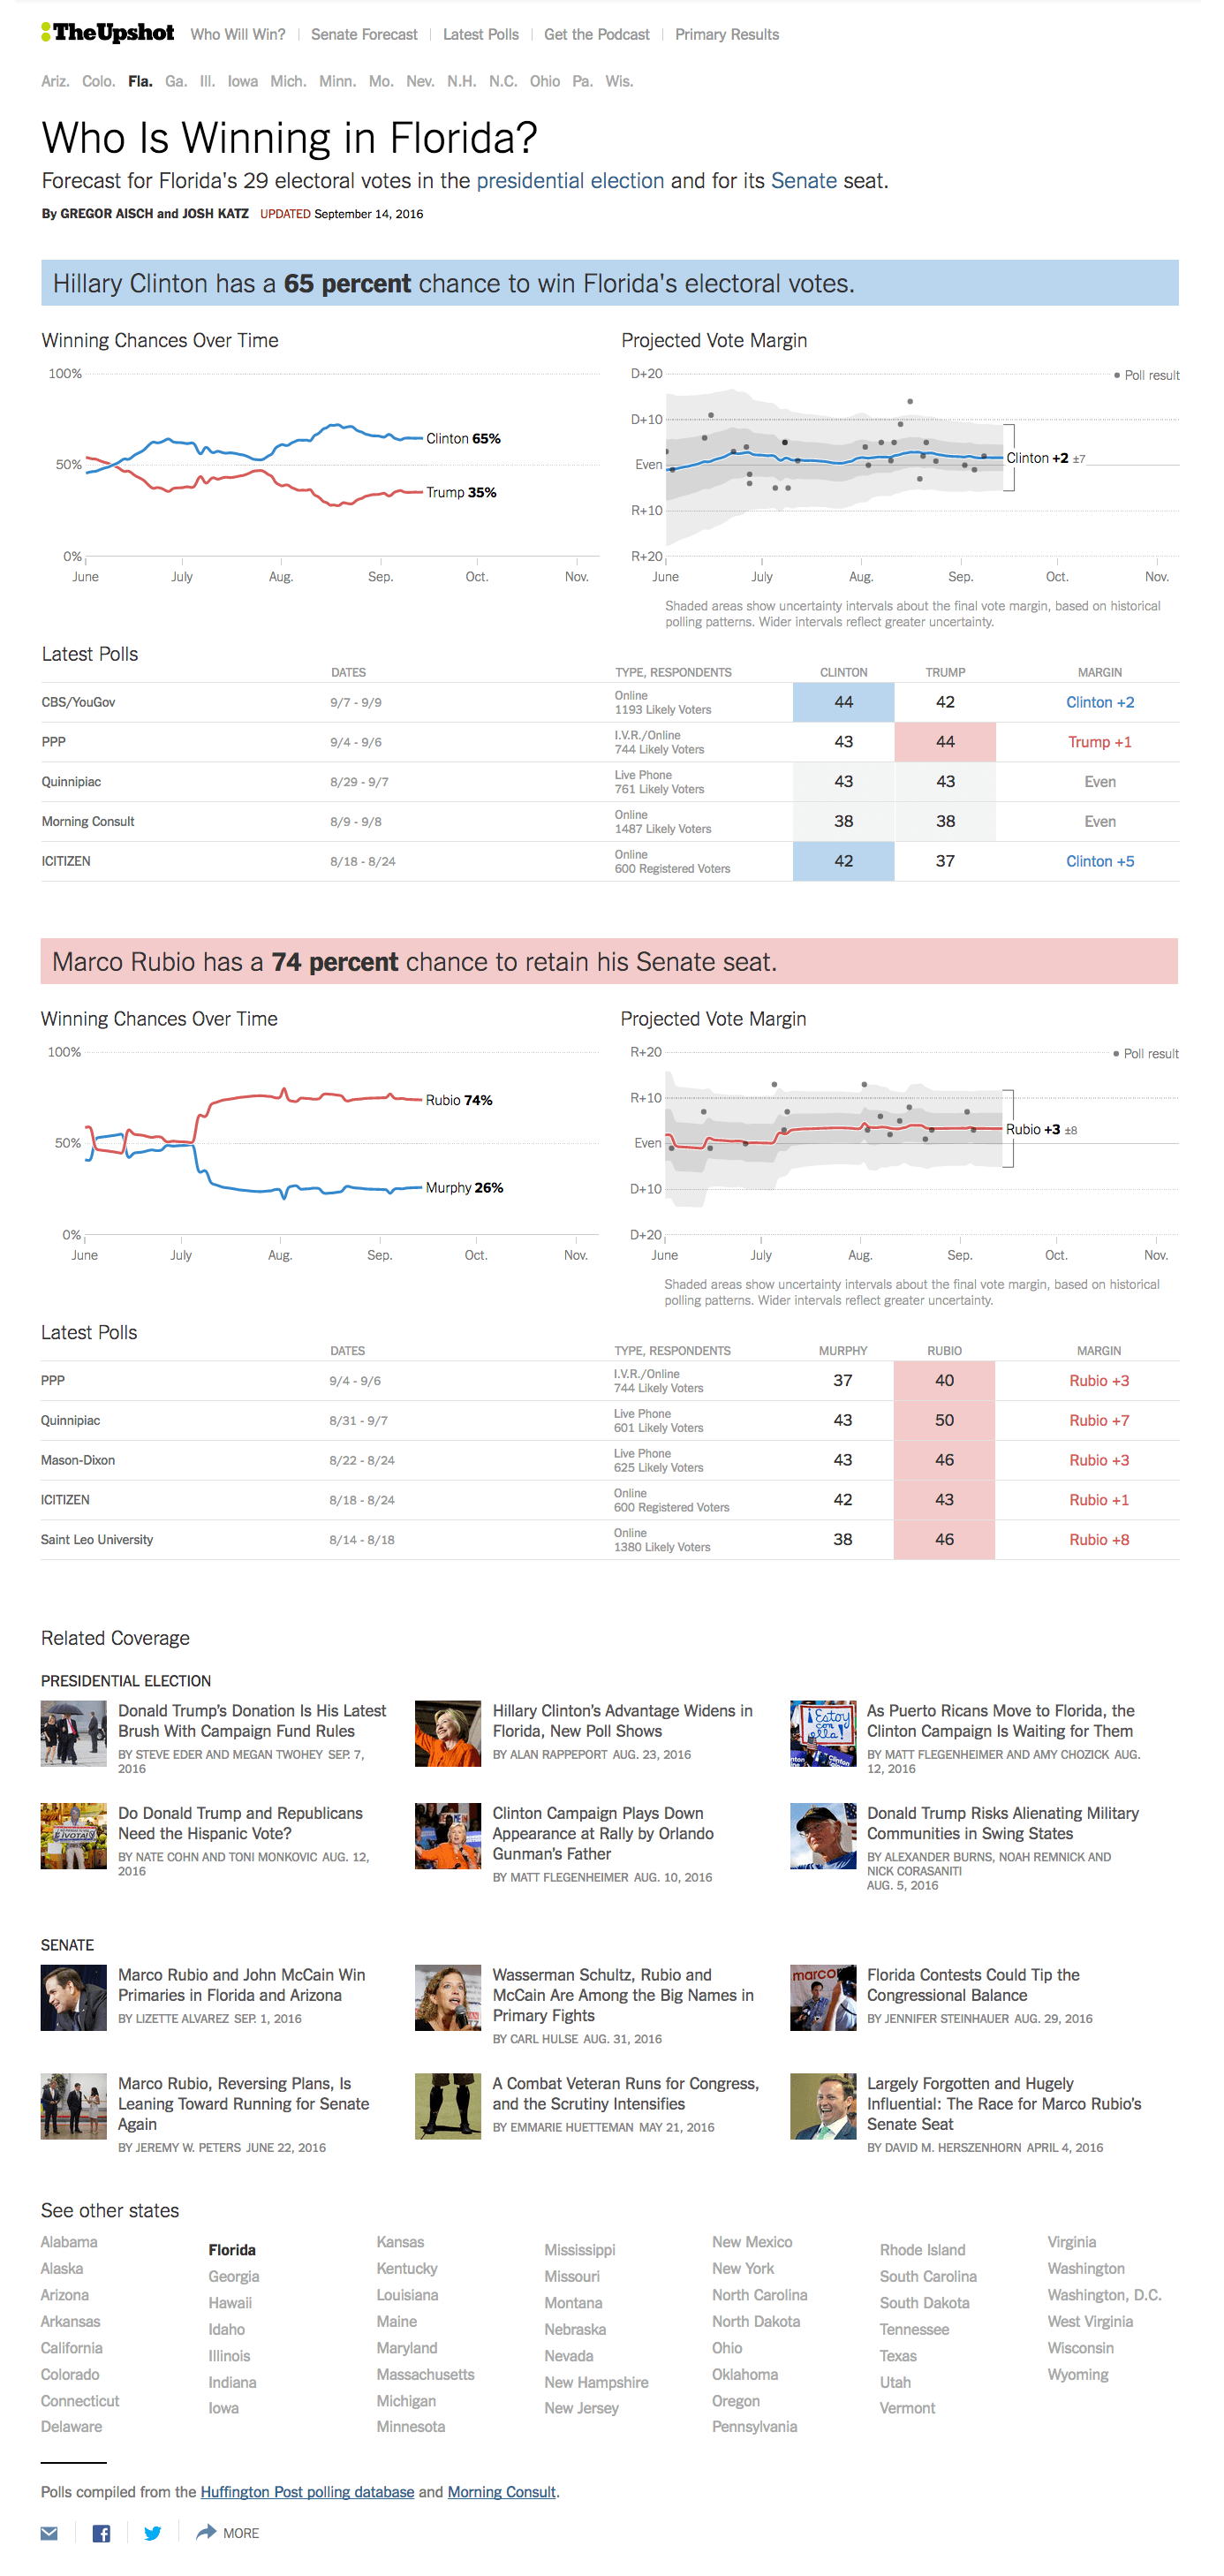 TheUpshot Who Will Win? Senate Forecast Latest Polls Get the Podcast Primary Results
Ariz. Colo. Fla. Ga. Ill. Iowa Mich. Minn. Mo. Nev. N.H. N.C. Ohio Pa. Wis.
Who Is Winning in Florida?
Forecast for Florida's 29 electoral votes in the presidential election and for its Senate seat.
By GREGOR AISCH and JOSH KATZ UPDATED September 14, 2016
Hillary Clinton has a 65 percent chance to win Florida's electoral votes.
Winning Chances Over Time
100%
50%
0%
Clinton 65%
Trump 35%
June July Aug. Sep. Oct. Nov.
Projected Vote Margin
D+20
D+10
Even
R+10
R+20
Poll result
Clinton +2 ±7
June July Aug. Sep. Oct. Nov.
Shaded areas show uncertainty intervals about the final vote margin, based on historical
polling patterns. Wider intervals reflect greater uncertainty.
Latest Polls
DATES TYPE, RESPONDENTS CLINTON TRUMP MARGIN
CBS/YouGov 9/7 - 9/9 Online 44 42 Clinton +2
1193 Likely Voters
PPP 9/4 - 9/6 I.V.R./Online 43 44 Trump +1
744 Likely Voters
Quinnipiac 8/29 - 9/7 Live Phone 43 43 Even
761 Likely Voters
Morning Consult 8/9 - 9/8 Online 38 38 Even
1487 Likely Voters
ICITIZEN 8/18 - 8/24 Online 42 37 Clinton +5
600 Registered Voters
Marco Rubio has a 74 percent chance to retain his Senate seat.
Winning Chances Over Time
100%
50%
0%
Rubio 74%
Murphy 26%
June July Aug. Sep. Oct. Nov.
Projected Vote Margin
R+20
R+10
Even
D+10
D+20
Poll result
Rubio +3 ±8
June July Aug. Sep. Oct. Nov.
Shaded areas show uncertainty intervals about the final vote margin, based on historical
polling patterns. Wider intervals reflect greater uncertainty.
Latest Polls
DATES TYPE, RESPONDENTS MURPHY RUBIO MARGIN
PPP 9/4 - 9/6 I.V.R./Online 37 40 Rubio +3
744 Likely Voters
Quinnipiac 8/31 - 9/7 Live Phone 43 50 Rubio +7
601 Likely Voters
Mason-Dixon 8/22 - 8/24 Live Phone 43 46 Rubio +3
625 Likely Voters
ICITIZEN 8/18 - 8/24 Online 42 43 Rubio +1
600 Registered Voters
Saint Leo University 8/14 - 8/18 Online 38 46 Rubio +8
1380 Likely Voters
Related Coverage
PRESIDENTIAL ELECTION
Donald Trump's Donation Is His Latest
Brush With Campaign Fund Rules
BY STEVE EDER AND MEGAN TWOHEY SEP. 7,
2016
Hillary Clinton's Advantage Widens in
Florida, New Poll Shows
BY ALAN RAPPEPORT AUG. 23, 2016
¡Estoy
con
ella!
As Puerto Ricans Move to Florida, the
Clinton Campaign Is Waiting for Them
BY MATT FLEGENHEIMER AND AMY CHOZICK AUG.
12, 2016
Do Donald Trump and Republicans
Need the Hispanic Vote?
BY NATE COHN AND TONI MONKOVIC AUG. 12,
2016
Clinton Campaign Plays Down
Appearance at Rally by Orlando
Gunman's Father
BY MATT FLEGENHEIMER AUG. 10, 2016
Donald Trump Risks Alienating Military
Communities in Swing States
BY ALEXANDER BURNS, NOAH REMNICK AND
NICK CORASANITI
AUG. 5, 2016
SENATE
Marco Rubio and John McCain Win
Primaries in Florida and Arizona
BY LIZETTE ALVAREZ SEP. 1, 2016
Wasserman Schultz, Rubio and
McCain Are Among the Big Names in
Primary Fights
BY CARL HULSE AUG. 31, 2016
marco
Florida Contests Could Tip the
Congressional Balance
BY JENNIFER STEINHAUER AUG. 29, 2016
Marco Rubio, Reversing Plans, Is
Leaning Toward Running for Senate
Again
BY JEREMY W. PETERS JUNE 22, 2016
A Combat Veteran Runs for Congress,
and the Scrutiny Intensifies
BY EMMARIE HUETTEMAN MAY 21, 2016
Largely Forgotten and Hugely
Influential: The Race for Marco Rubio's
Senate Seat
BY DAVID M. HERSZENHORN APRIL 4, 2016
See other states
Alabama
Alaska
Arizona
Arkansas
California
Colorado
Connecticut
Delaware
Florida
Georgia
Hawaii
Idaho
Illinois
Indiana
Iowa
Kansas
Kentucky
Louisiana
Maine
Maryland
Massachusetts
Michigan
Minnesota
Mississippi
Missouri
Montana
Nebraska
Nevada
New Hampshire
New Jersey
New Mexico
New York
North Carolina
North Dakota
Ohio
Oklahoma
Oregon
Pennsylvania
Rhode Island
South Carolina
South Dakota
Tennessee
Texas
Utah
Vermont
Virginia
Washington
Washington, D.C.
West Virginia
Wisconsin
Wyoming
Polls compiled from the Huffington Post polling database and Morning Consult.
MORE